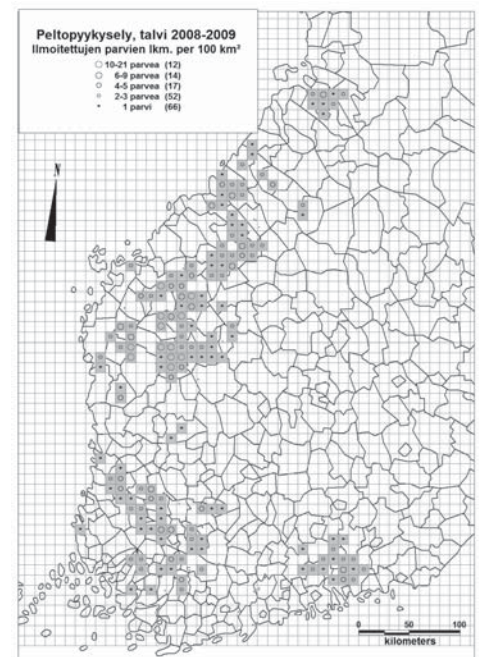 Peltopyykysely, talvi 2008-2009
Ilmoitettujen parvien lkm. per 100 km²
10-21 parvea (12)
6-9 parvea (14)
4-5 parvea (17)
2-3 parvea (52)
1 parvi (66)
N
0 50 100
kilometers